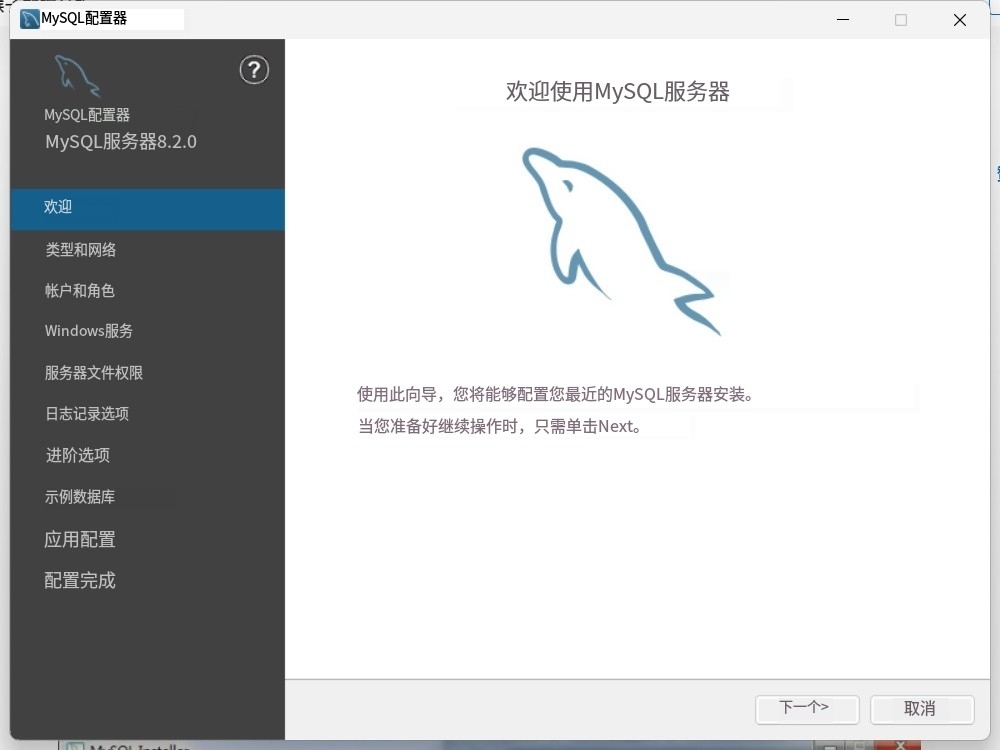 MySQL配置器
?
MySQL配置器
MySQL服务器8.2.0
欢迎
类型和网络
帐户和角色
Windows服务
服务器文件权限
日志记录选项
进阶选项
示例数据库
应用配置
配置完成
欢迎使用MySQL服务器
使用此向导，您将能够配置您最近的MySQL服务器安装。
当您准备好继续操作时，只需单击Next。
下一个>
取消
MySQL Installer